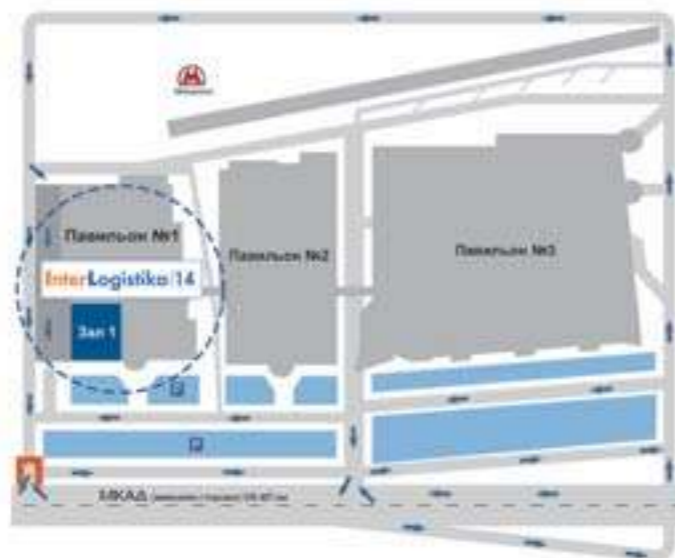 Павильон №1
Павильон №2
Павильон №3
InterLogistika/14
Зал 1
P
P
МКАД